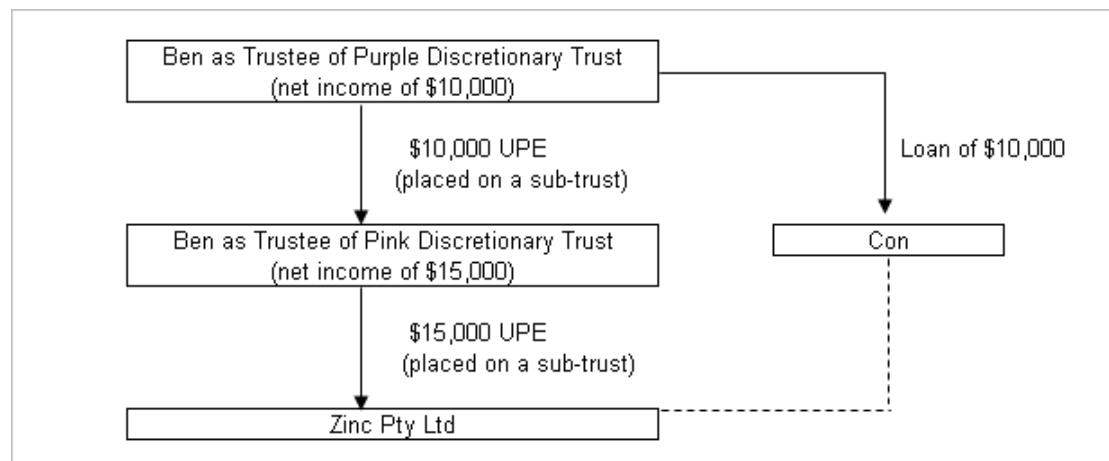 Ben as Trustee of Purple Discretionary Trust
(net income of $10,000)
$10,000 UPE
(placed on a sub-trust)
Loan of $10,000
Ben as Trustee of Pink Discretionary Trust
(net income of $15,000)
Con
$15,000 UPE
(placed on a sub-trust)
Zinc Pty Ltd